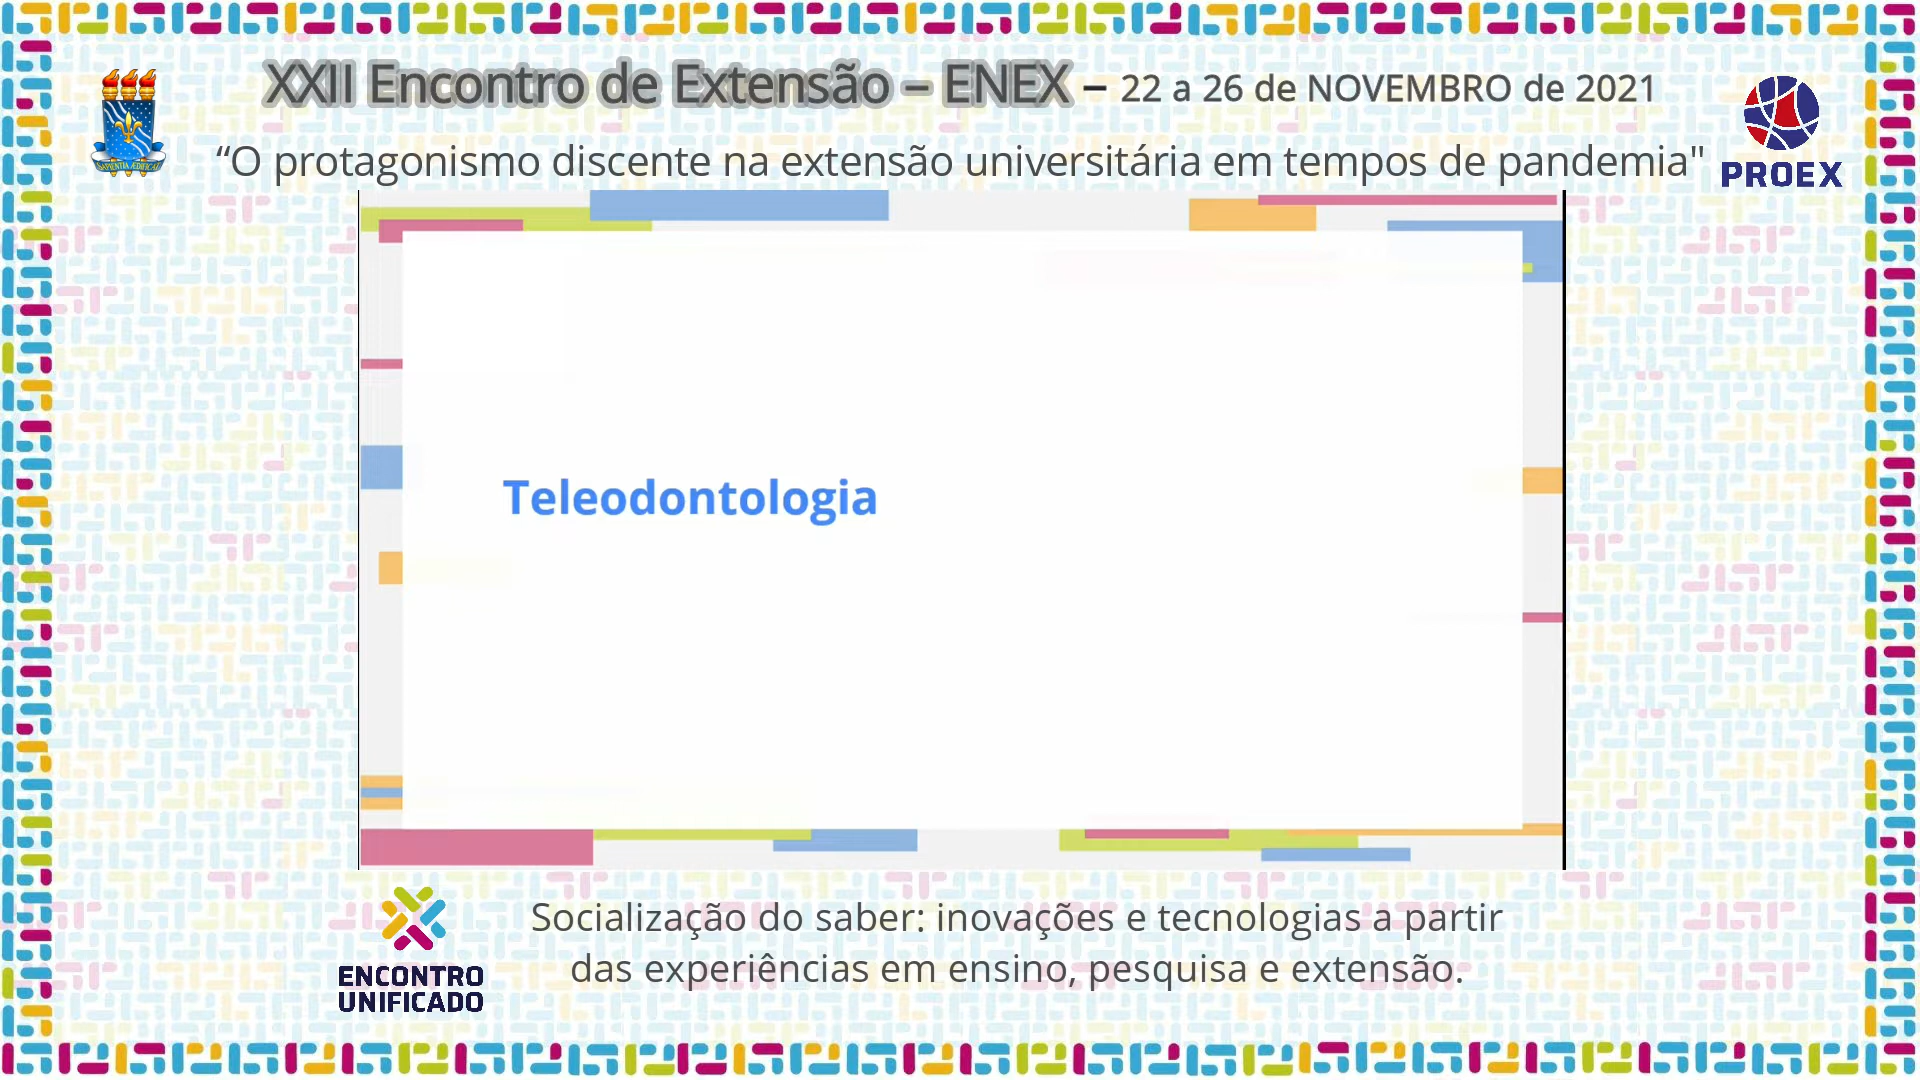 XXII Encontro de Extensão – ENEX – 22 a 26 de NOVEMBRO de 2021
“O protagonismo discente na extensão universitária em tempos de pandemia"
PROEX
Teleodontologia
Socialização do saber: inovações e tecnologias a partir
das experiências em ensino, pesquisa e extensão.
ENCONTRO
UNIFICADO